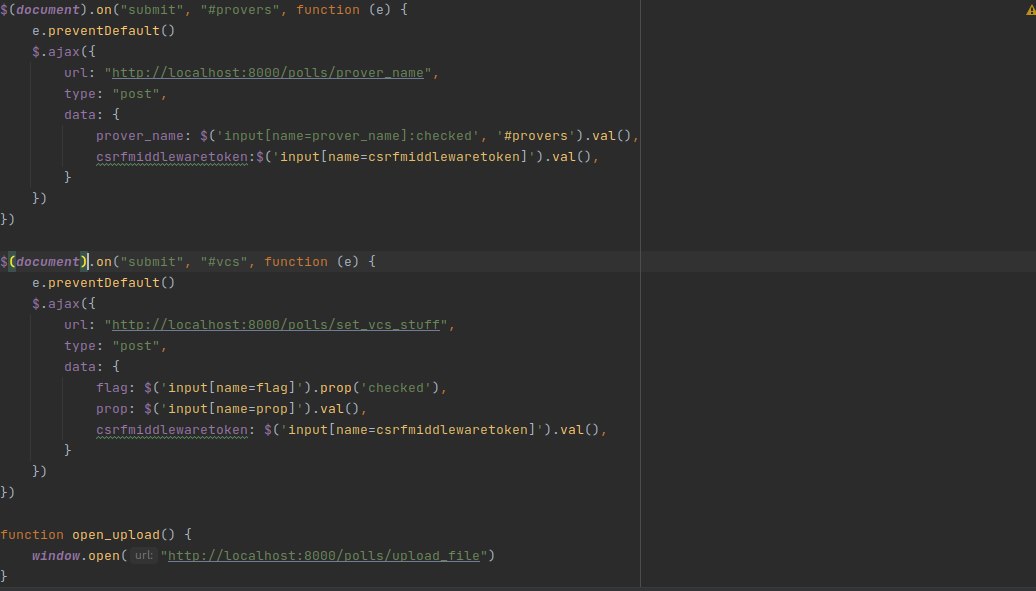 $(document).on("submit", "#provers", function (e) {
    e.preventDefault()
    $.ajax({
        url: "http://localhost:8000/polls/prover_name",
        type: "post",
        data: {
            prover_name: $('input[name=prover_name]:checked', '#provers').val(),
            csrfmiddlewaretoken:$('input[name=csrfmiddlewaretoken]').val(),
        }
    })
})

$(document).on("submit", "#vcs", function (e) {
    e.preventDefault()
    $.ajax({
        url: "http://localhost:8000/polls/set_vcs_stuff",
        type: "post",
        data: {
            flag: $('input[name=flag]').prop('checked'),
            prop: $('input[name=prop]').val(),
            csrfmiddlewaretoken: $('input[name=csrfmiddlewaretoken]').val(),
        }
    })
})

function open_upload() {
    window.open( url: "http://localhost:8000/polls/upload_file")
}